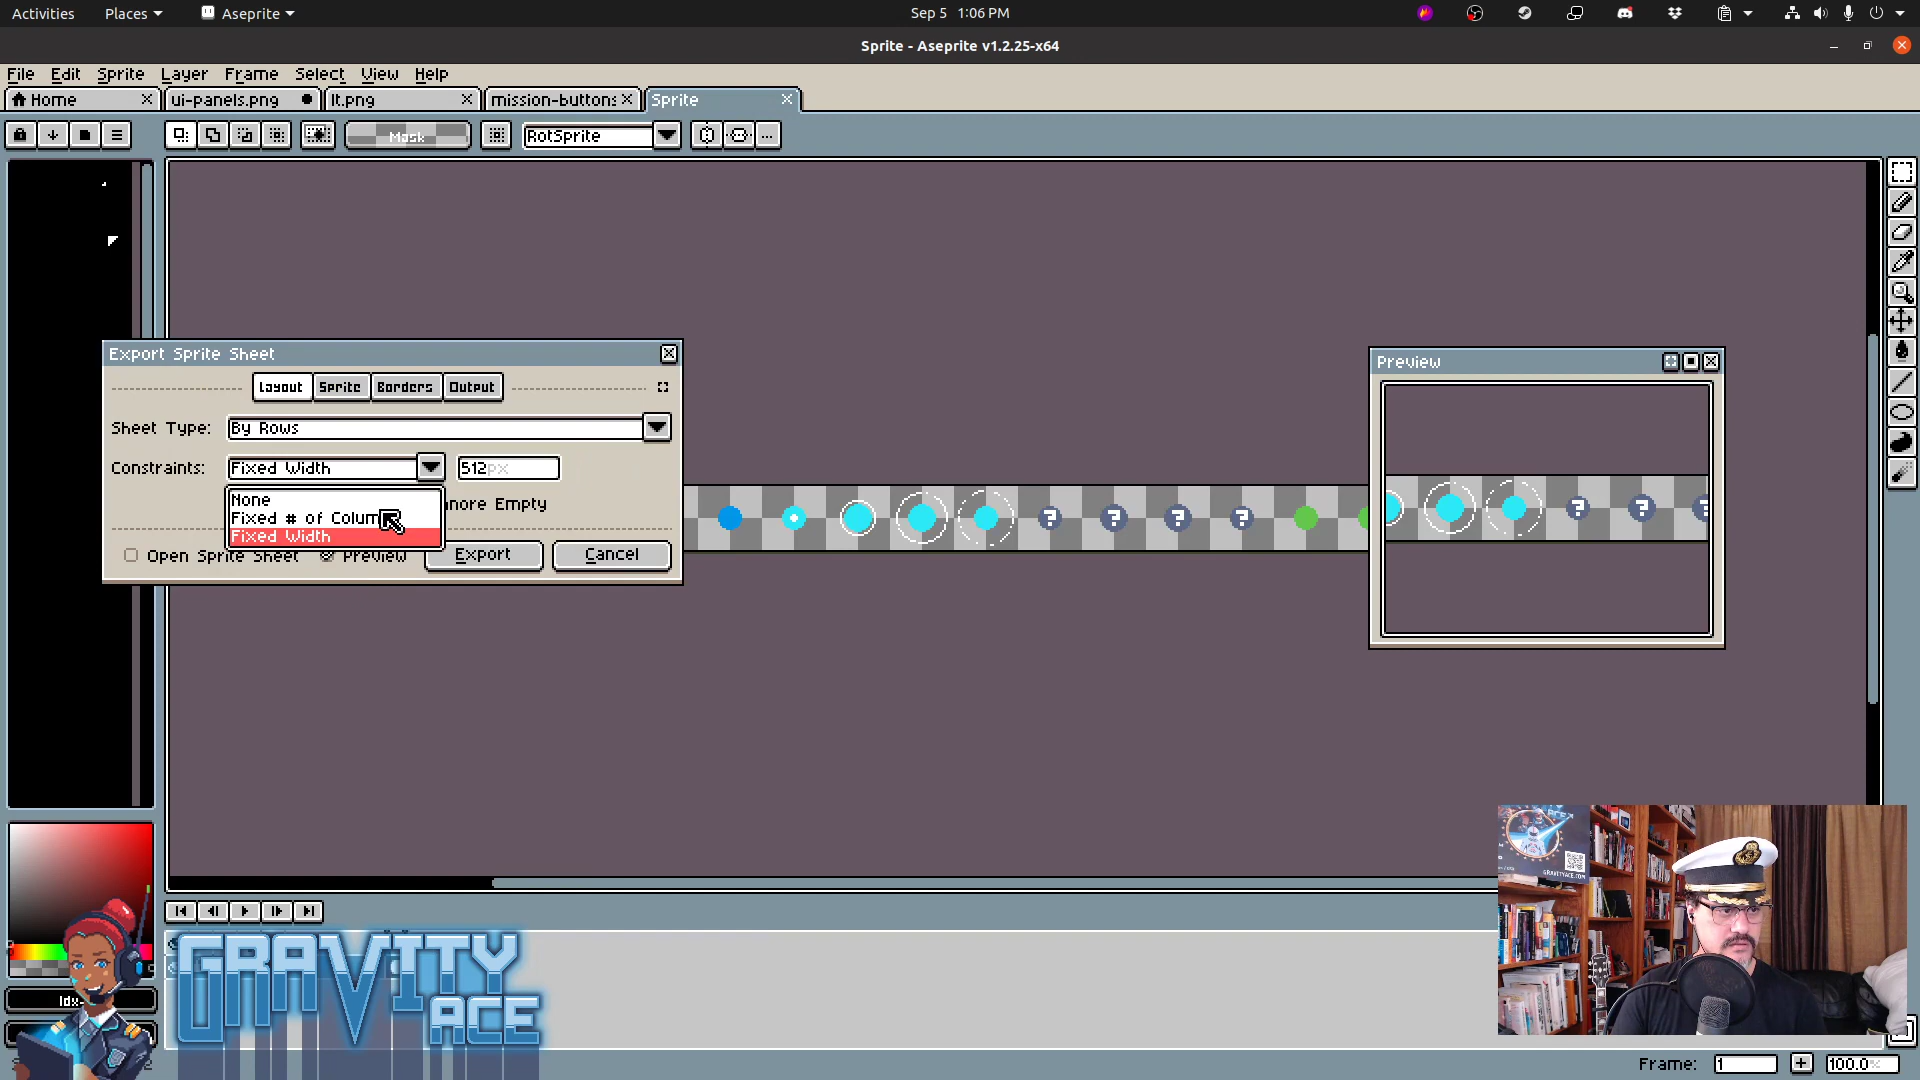 Activities Places Aseprite Sep 5 1:06 PM
Sprite - Aseprite v1.2.25-x64
File Edit Sprite Layer Frame Select View Help
Home ui-panels.png lt.png mission-buttons Sprite
Mask RotSprite ...
Export Sprite Sheet
Layout Sprite Borders Output
Sheet Type: By Rows
Constraints: Fixed Width 512px
None
Fixed # of Colum
Fixed Width
nore Empty
Open Sprite Sheet Preview Export Cancel
? ? ? ?
Preview
? ? ?
GRAVITYACE.COM
Idx-
GRAVITY
ACE
Frame: 1 + 100.0%